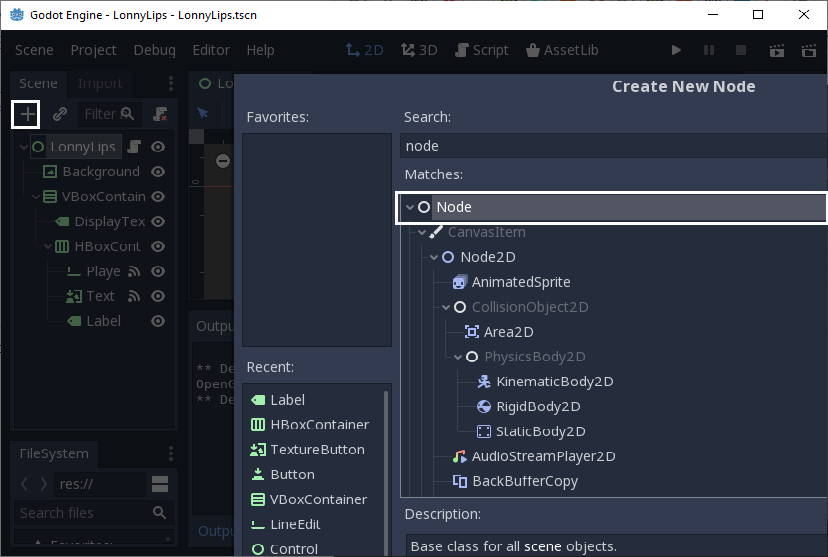 Godot Engine - LonnyLips - LonnyLips.tscn
Scene Project Debug Editor Help 2D 3D Script AssetLib
Scene Import
Filter
LonnyLips
Background
VBoxContain
DisplayTex
HBoxCont
Playe
Text
Label
FileSystem
res://
Search files
Favorites:
Lo
0
Outpu
** De
OpenG
** De
Outpu
Create New Node
Favorites:
Recent:
Label
HBoxContainer
TextureButton
Button
VBoxContainer
LineEdit
Control
Search:
node
Matches:
Node
CanvasItem
Node2D
AnimatedSprite
CollisionObject2D
Area2D
PhysicsBody2D
KinematicBody2D
RigidBody2D
StaticBody2D
AudioStreamPlayer2D
BackBufferCopy
Description:
Base class for all scene objects.